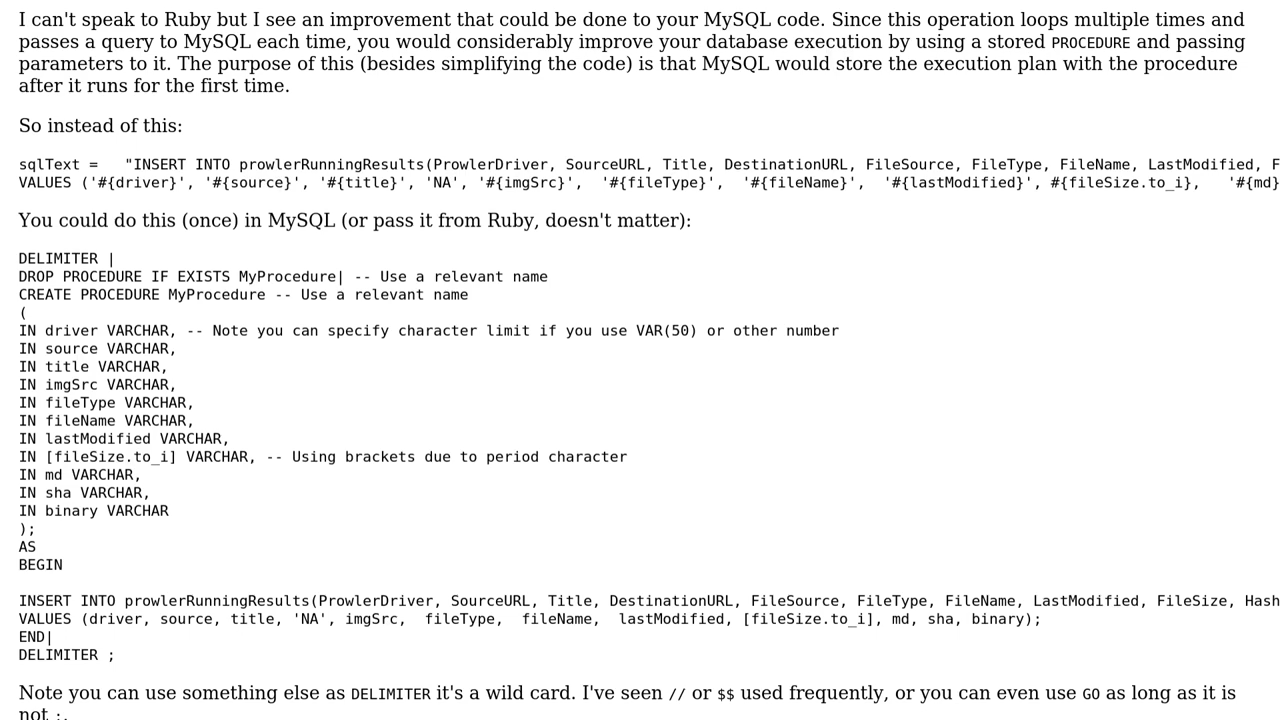 I can't speak to Ruby but I see an improvement that could be done to your MySQL code. Since this operation loops multiple times and
passes a query to MySQL each time, you would considerably improve your database execution by using a stored PROCEDURE and passing
parameters to it. The purpose of this (besides simplifying the code) is that MySQL would store the execution plan with the procedure
after it runs for the first time.
So instead of this:
sqlText =   "INSERT INTO prowlerRunningResults(ProwlerDriver, SourceURL, Title, DestinationURL, FileSource, FileType, FileName, LastModified, F
VALUES ('#{driver}', '#{source}', '#{title}', 'NA', '#{imgSrc}',  '#{fileType}',  '#{fileName}',  '#{lastModified}', #{fileSize.to_i},   '#{md}
You could do this (once) in MySQL (or pass it from Ruby, doesn't matter):
DELIMITER |
DROP PROCEDURE IF EXISTS MyProcedure| -- Use a relevant name
CREATE PROCEDURE MyProcedure -- Use a relevant name
(
IN driver VARCHAR, -- Note you can specify character limit if you use VAR(50) or other number
IN source VARCHAR,
IN title VARCHAR,
IN imgSrc VARCHAR,
IN fileType VARCHAR,
IN fileName VARCHAR,
IN lastModified VARCHAR,
IN [fileSize.to_i] VARCHAR, -- Using brackets due to period character
IN md VARCHAR,
IN sha VARCHAR,
IN binary VARCHAR
);
AS
BEGIN
INSERT INTO prowlerRunningResults(ProwlerDriver, SourceURL, Title, DestinationURL, FileSource, FileType, FileName, LastModified, FileSize, Hash
VALUES (driver, source, title, 'NA', imgSrc,  fileType,  fileName,  lastModified, [fileSize.to_i], md, sha, binary);
END|
DELIMITER ;
Note you can use something else as DELIMITER it's a wild card. I've seen // or $$ used frequently, or you can even use GO as long as it is
not ;.